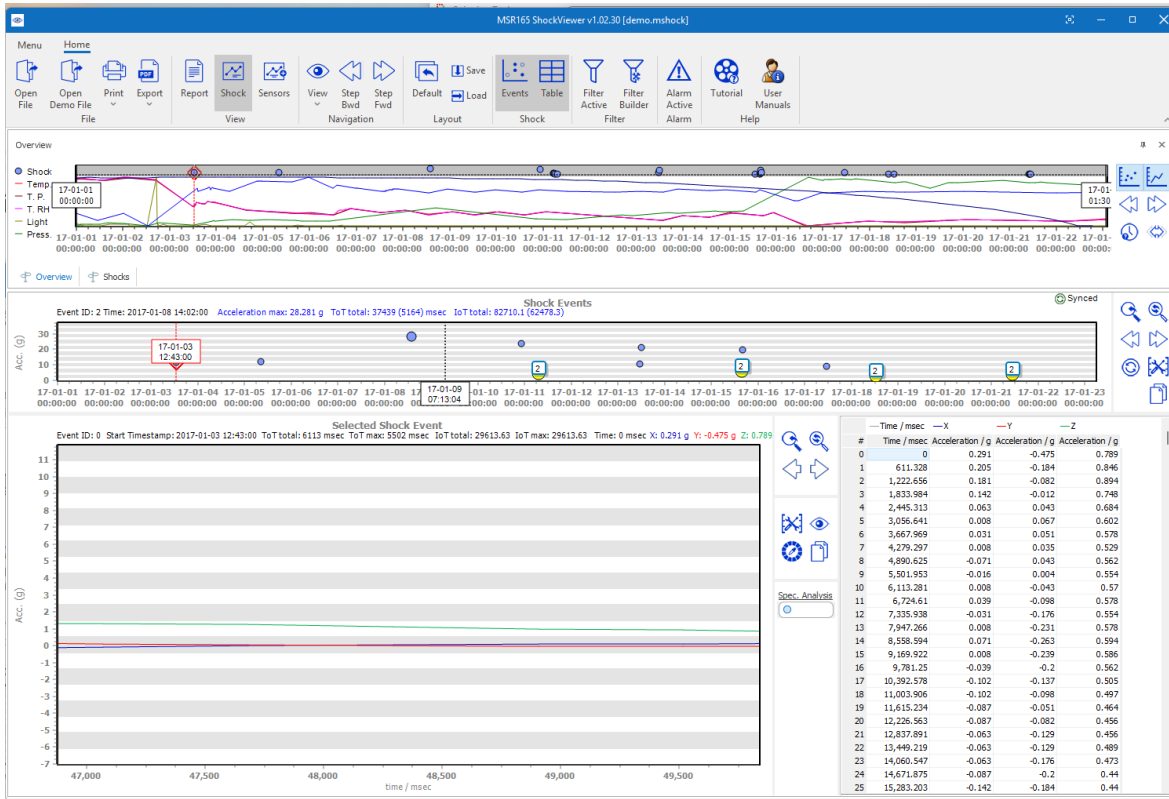 MSR165 ShockViewer v1.02.30 [demo.mshock]
Menu Home
Open File
Open Demo File
Print
Export
Report
Shock
Sensors
View
Step Bwd
Step Fwd
Default
Save
Load
Events
Table
Filter Active
Filter Builder
Alarm Active
Tutorial
User Manuals
File View Navigation Layout Shock Filter Alarm Help
Overview
Shock
Temp.
T. P.
T. RH
Light
Press.
17-01-01
00:00:00
17-01-
01:30
17-01-01 17-01-02 17-01-03 17-01-04 17-01-05 17-01-06 17-01-07 17-01-08 17-01-09 17-01-10 17-01-11 17-01-12 17-01-13 17-01-14 17-01-15 17-01-16 17-01-17 17-01-18 17-01-19 17-01-20 17-01-21 17-01-22 17-01-
00:00:00 00:00:00 00:00:00 00:00:00 00:00:00 00:00:00 00:00:00 00:00:00 00:00:00 00:00:00 00:00:00 00:00:00 00:00:00 00:00:00 00:00:00 00:00:00 00:00:00 00:00:00 00:00:00 00:00:00 00:00:00 00:00:00 00:00:
Overview Shocks
Shock Events
Synced
Event ID: 2 Time: 2017-01-08 14:02:00 Acceleration max: 28.281 g ToT total: 37439 (5164) msec IoT total: 82710.1 (62478.3)
Acc. (g)
30
20
10
0
17-01-03
12:43:00
2
2
2
2
17-01-09
07:13:04
17-01-01 17-01-02 17-01-03 17-01-04 17-01-05 17-01-06 17-01-07 17-01-08 17-01-10 17-01-11 17-01-12 17-01-13 17-01-14 17-01-15 17-01-16 17-01-17 17-01-18 17-01-19 17-01-20 17-01-21 17-01-22 17-01-23
00:00:00 00:00:00 00:00:00 00:00:00 00:00:00 00:00:00 00:00:00 00:00:00 00:00:00 00:00:00 00:00:00 00:00:00 00:00:00 00:00:00 00:00:00 00:00:00 00:00:00 00:00:00 00:00:00 00:00:00 00:00:00 00:00:00
Selected Shock Event
Event ID: 0 Start Timestamp: 2017-01-03 12:43:00 ToT total: 6113 msec ToT max: 5502 msec IoT total: 29613.63 IoT max: 29613.63 Time: 0 msec X: 0.291 g Y: -0.475 g Z: 0.789
Acc. (g)
11
10
9
8
7
6
5
4
3
2
1
0
-1
-2
-3
-4
-5
-6
-7
47,000 47,500 48,000 48,500 49,000 49,500
time / msec
Spec. Analysis
Time / msec X Y Z
# Time / msec Acceleration / g Acceleration / g Acceleration / g
0 0 0.291 -0.475 0.789
1 611.328 0.205 -0.184 0.846
2 1,222.656 0.181 -0.082 0.894
3 1,833.984 0.142 -0.012 0.748
4 2,445.313 0.063 0.043 0.684
5 3,056.641 0.008 0.067 0.602
6 3,667.969 0.031 0.051 0.578
7 4,279.297 0.008 0.035 0.529
8 4,890.625 -0.071 0.043 0.562
9 5,501.953 -0.016 0.004 0.554
10 6,113.281 0.008 -0.043 0.57
11 6,724.61 0.039 -0.098 0.578
12 7,335.938 -0.031 -0.176 0.554
13 7,947.266 0.008 -0.231 0.578
14 8,558.594 0.071 -0.263 0.594
15 9,169.922 0.008 -0.239 0.586
16 9,781.25 -0.039 -0.2 0.562
17 10,392.578 -0.102 -0.137 0.505
18 11,003.906 -0.102 -0.098 0.497
19 11,615.234 -0.087 -0.051 0.464
20 12,226.563 -0.087 -0.082 0.456
21 12,837.891 -0.063 -0.129 0.456
22 13,449.219 -0.063 -0.129 0.489
23 14,060.547 -0.063 -0.176 0.473
24 14,671.875 -0.087 -0.2 0.44
25 15,283.203 -0.142 -0.184 0.44